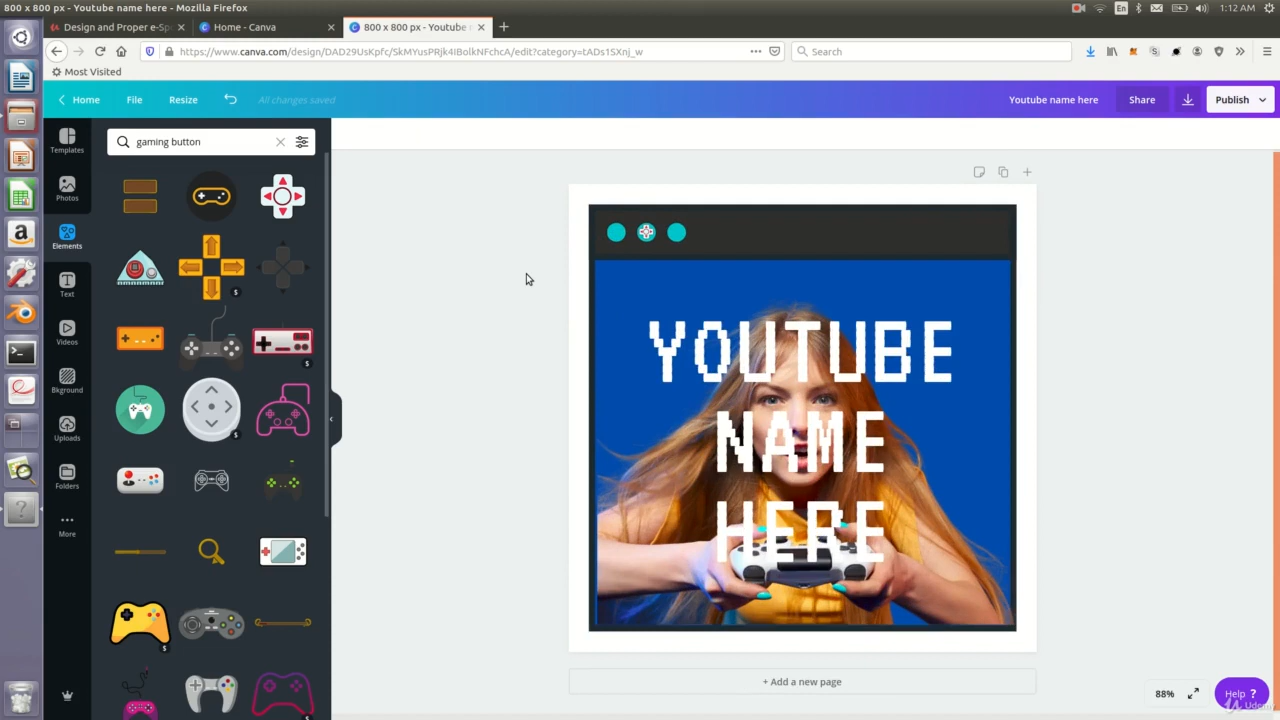 800 x 800 px - Youtube name here - Mozilla Firefox
En
1:12 AM
Design and Proper e-Sp
Home - Canva
800 x 800 px - Youtube
https://www.canva.com/design/DAD29UsKpfc/SkMYusPRjk4IBolkNFchcA/edit?category=tADs1SXnj_w
Search
Most Visited
Home
File
Resize
All changes saved
Youtube name here
Share
Publish
Templates
Photos
Elements
Text
Videos
Bkground
Uploads
Folders
More
gaming button
$
$
$
$
$
YOUTUBE
NAME
HERE
+ Add a new page
88%
Help ?
Udemy